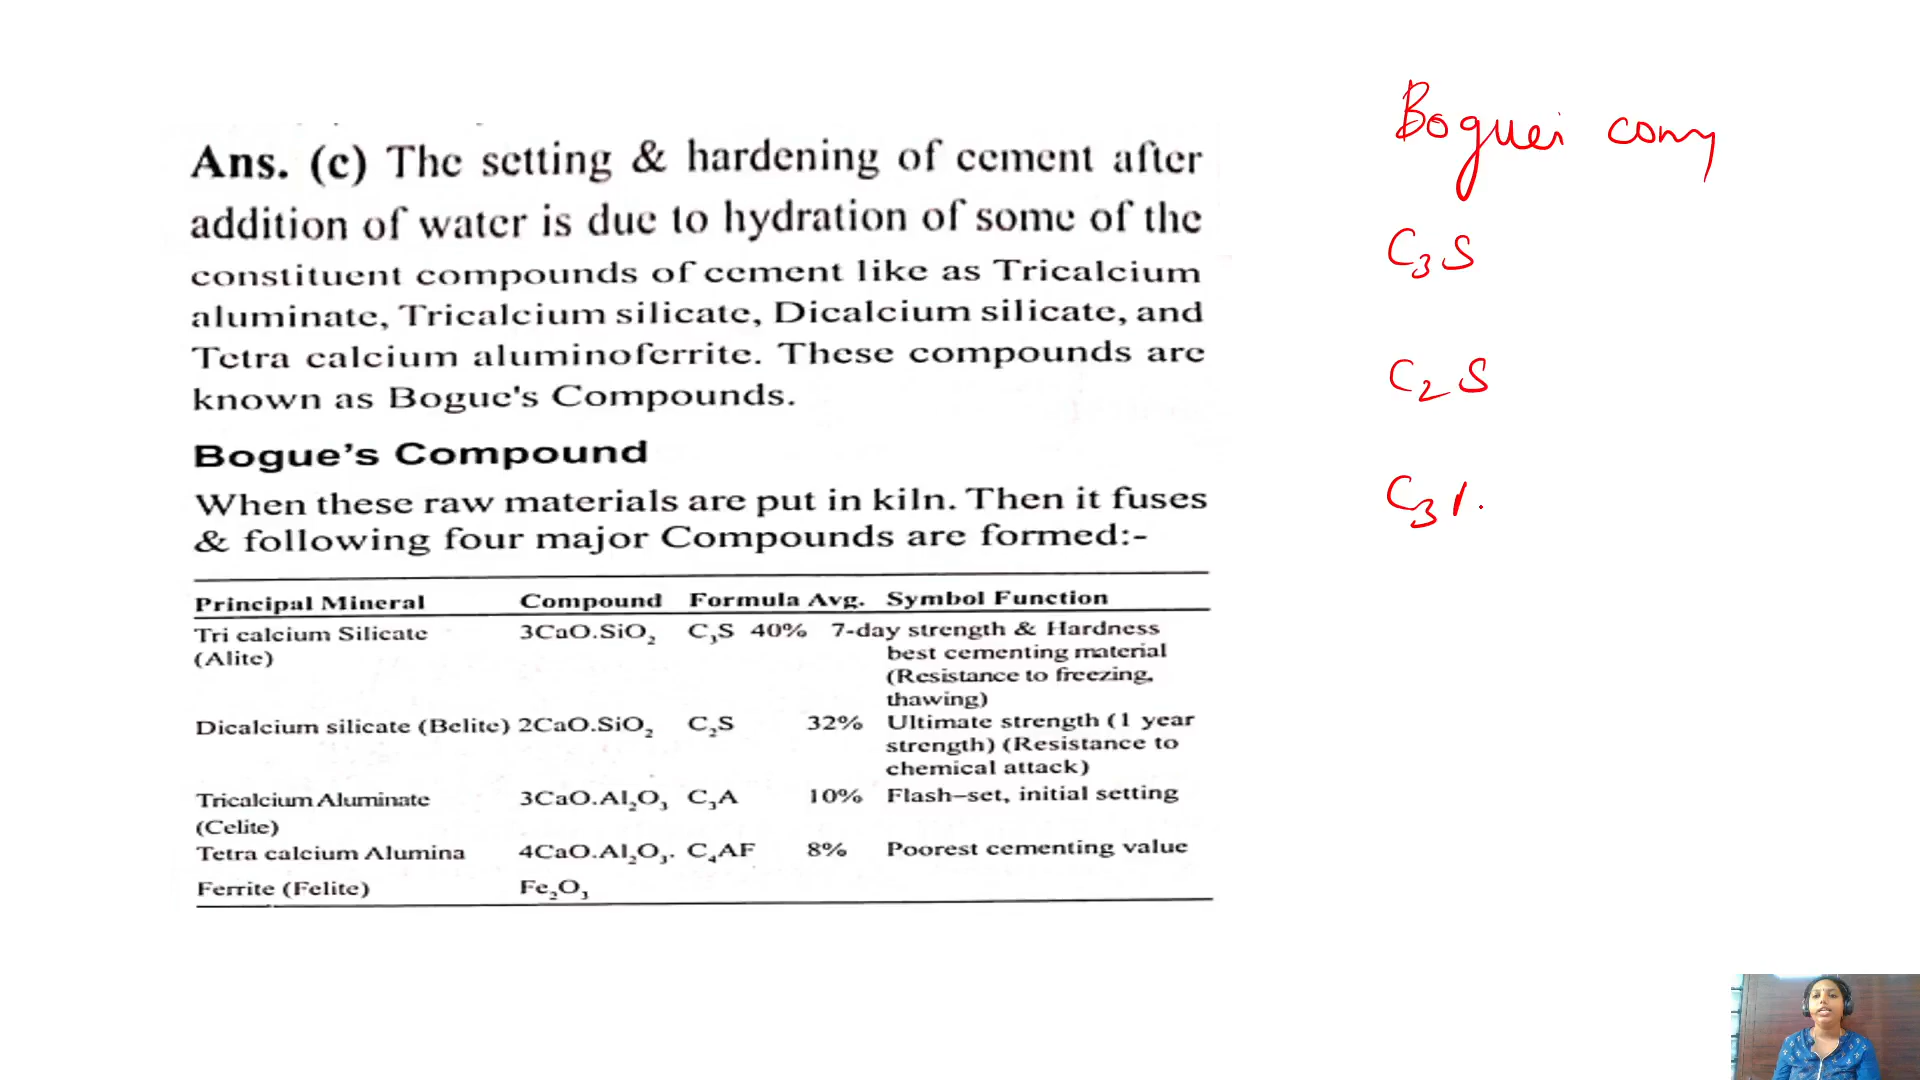 Ans. (c) The setting & hardening of cement after
addition of water is due to hydration of some of the
constituent compounds of cement like as Tricalcium
aluminate, Tricalcium silicate, Dicalcium silicate, and
Tetra calcium aluminoferrite. These compounds are
known as Bogue's Compounds.
Bogue's Compound
When these raw materials are put in kiln. Then it fuses
& following four major Compounds are formed:-
Principal Mineral Compound Formula Avg. Symbol Function
Tri calcium Silicate 3CaO.SiO₂ C₃S 40% 7-day strength & Hardness
(Alite) best cementing material
(Resistance to freezing,
thawing)
Dicalcium silicate (Belite) 2CaO.SiO₂ C₂S 32% Ultimate strength (1 year
strength) (Resistance to
chemical attack)
Tricalcium Aluminate 3CaO.Al₂O₃ C₃A 10% Flash–set, initial setting
(Celite)
Tetra calcium Alumina 4CaO.Al₂O₃. C₄AF 8% Poorest cementing value
Ferrite (Felite) Fe₂O₃
C₃S
C₂S
C₃